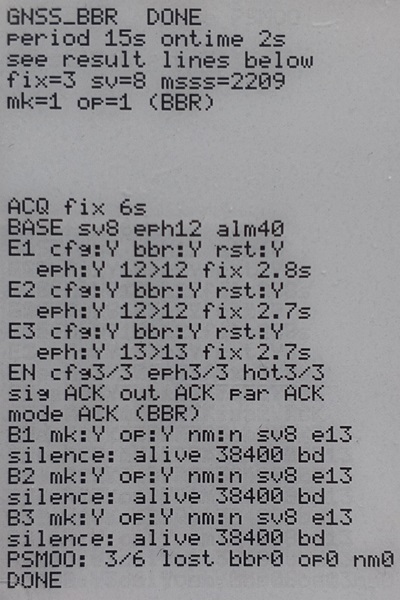 GNSS_BBR  DONE
period 15s ontime 2s
see result lines below
fix=3 sv=8 msss=2209
mk=1 op=1 (BBR)
ACQ fix 6s
BASE sv8 eph12 alm40
E1 cfg:Y bbr:Y rst:Y
  eph:Y 12>12 fix 2.8s
E2 cfg:Y bbr:Y rst:Y
  eph:Y 12>12 fix 2.7s
E3 cfg:Y bbr:Y rst:Y
  eph:Y 13>13 fix 2.7s
EN cfg3/3 eph3/3 hot3/3
sig ACK out ACK par ACK
mode ACK (BBR)
B1 mk:Y op:Y nm:n sv8 e13
silence: alive 38400 bd
B2 mk:Y op:Y nm:n sv8 e13
silence: alive 38400 bd
B3 mk:Y op:Y nm:n sv8 e13
silence: alive 38400 bd
PSMOO: 3/6 lost bbr0 op0 nm0
DONE